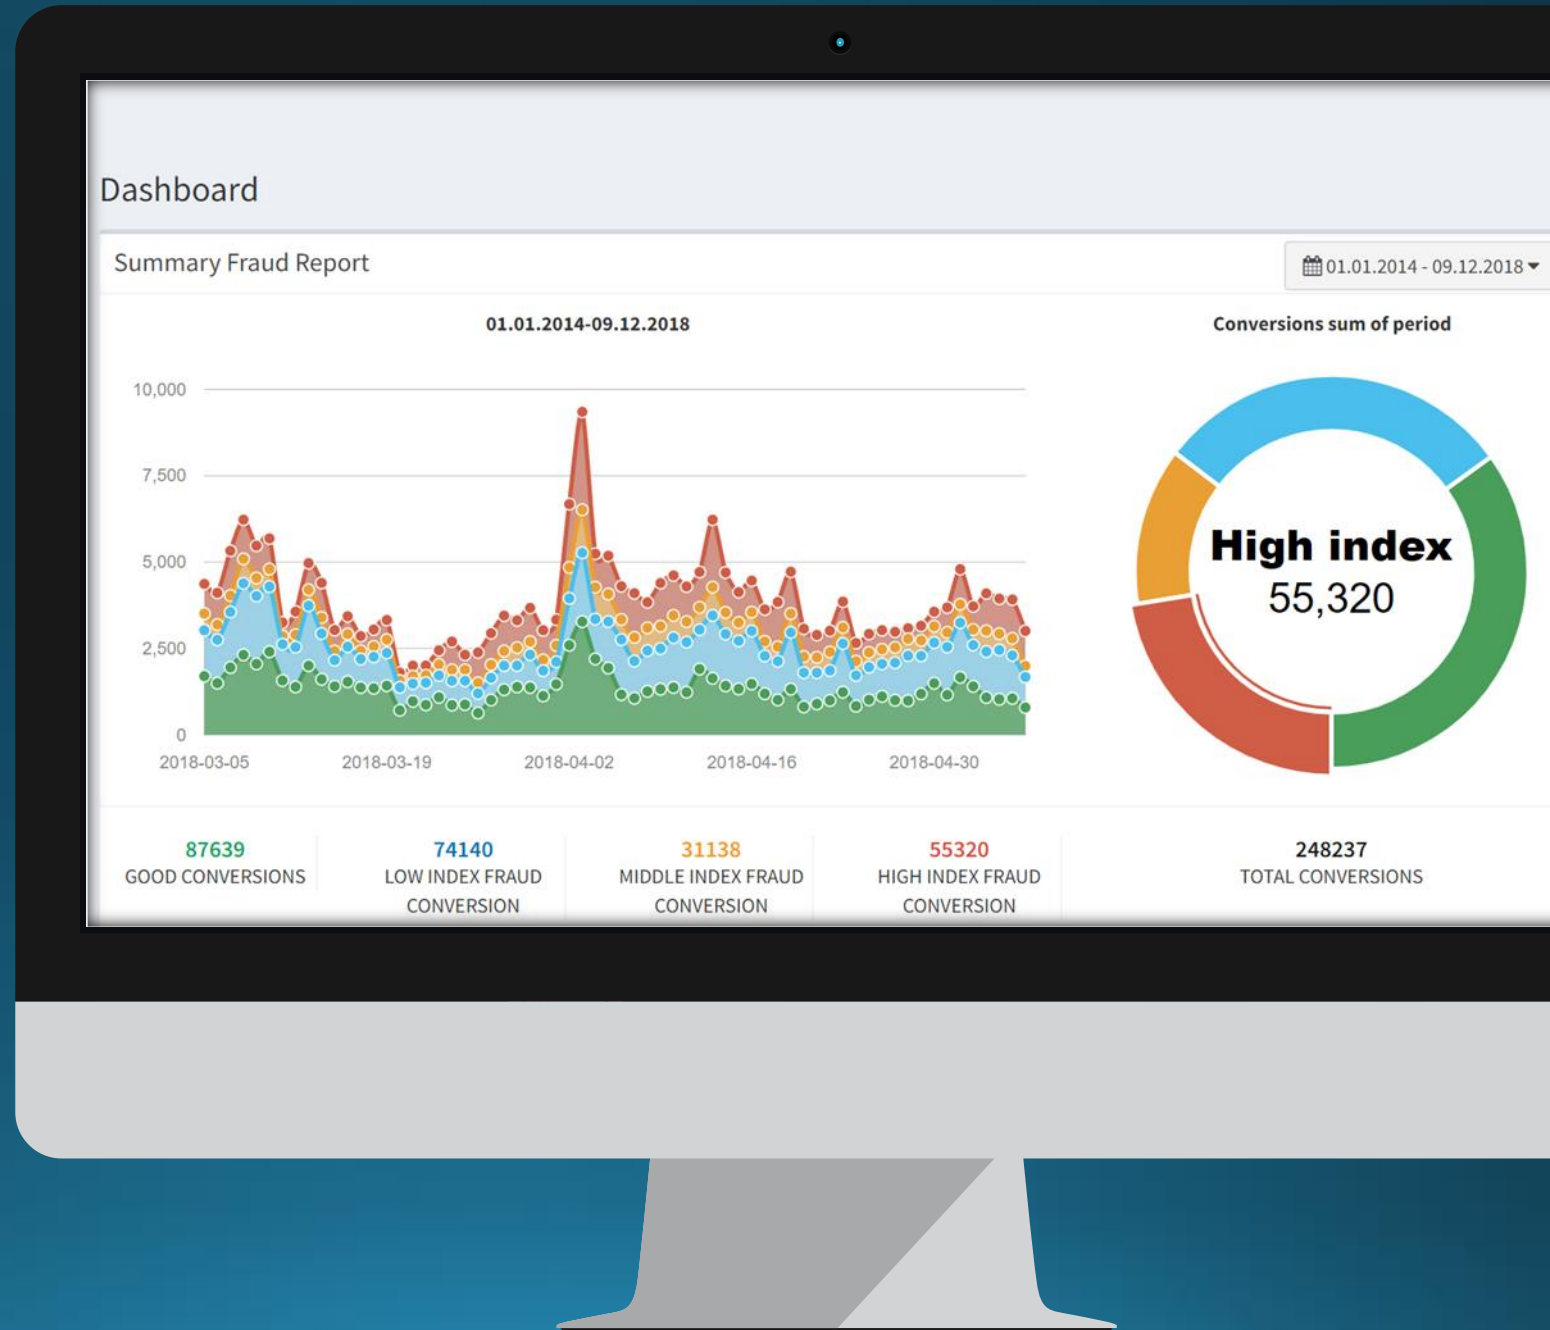 Dashboard
Summary Fraud Report
01.01.2014 - 09.12.2018
01.01.2014-09.12.2018
Conversions sum of period
10,000
7,500
5,000
2,500
0
2018-03-05
2018-03-19
2018-04-02
2018-04-16
2018-04-30
High index
55,320
87639
GOOD CONVERSIONS
74140
LOW INDEX FRAUD
CONVERSION
31138
MIDDLE INDEX FRAUD
CONVERSION
55320
HIGH INDEX FRAUD
CONVERSION
248237
TOTAL CONVERSIONS